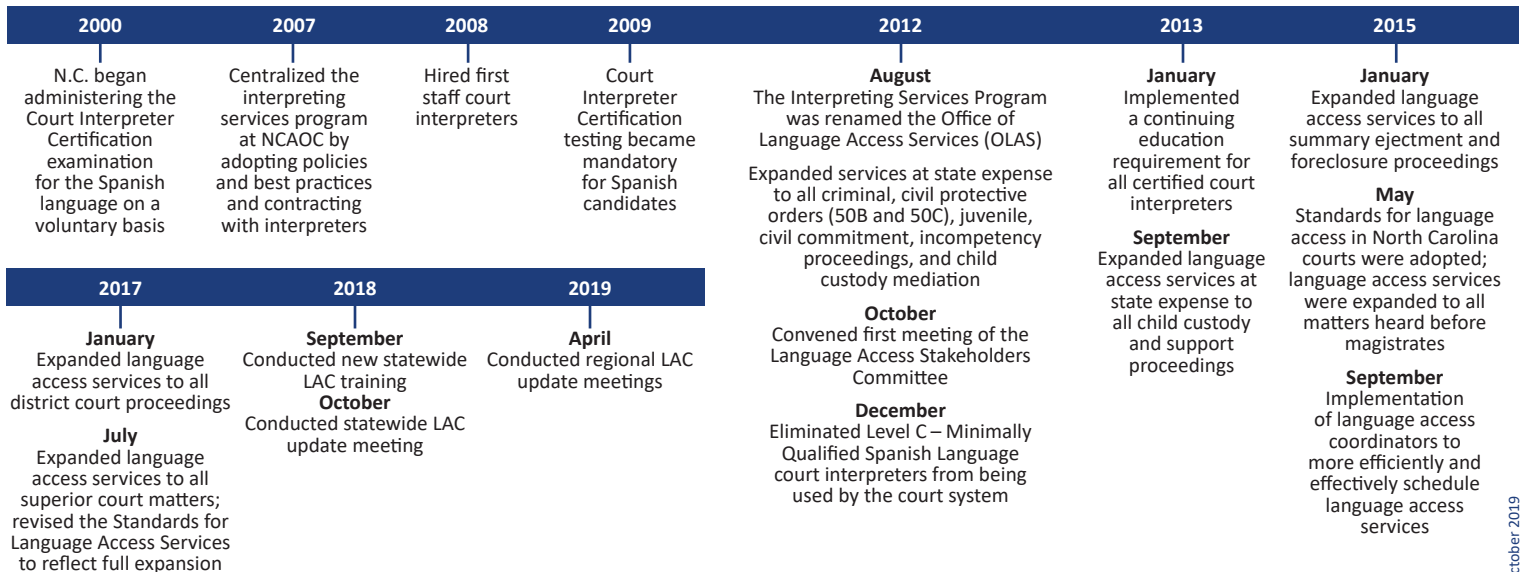 2000
N.C. began
administering the
Court Interpreter
Certification
examination
for the Spanish
language on a
voluntary basis
2007
Centralized the
interpreting
services program
at NCAOC by
adopting policies
and best practices
and contracting
with interpreters
2008
Hired first
staff court
interpreters
2009
Court
Interpreter
Certification
testing became
mandatory
for Spanish
candidates
2012
August
The Interpreting Services Program
was renamed the Office of
Language Access Services (OLAS)
Expanded services at state expense
to all criminal, civil protective
orders (50B and 50C), juvenile,
civil commitment, incompetency
proceedings, and child
custody mediation
October
Convened first meeting of the
Language Access Stakeholders
Committee
December
Eliminated Level C – Minimally
Qualified Spanish Language
court interpreters from being
used by the court system
2013
January
Implemented
a continuing
education
requirement for
all certified court
interpreters
September
Expanded language
access services at
state expense to
all child custody
and support
proceedings
2015
January
Expanded language
access services to all
summary ejectment and
foreclosure proceedings
May
Standards for language
access in North Carolina
courts were adopted;
language access services
were expanded to all
matters heard before
magistrates
September
Implementation
of language access
coordinators to
more efficiently and
effectively schedule
language access
services
2017
January
Expanded language
access services to all
district court proceedings
July
Expanded language
access services to all
superior court matters;
revised the Standards for
Language Access Services
to reflect full expansion
2018
September
Conducted new statewide
LAC training
October
Conducted statewide LAC
update meeting
2019
April
Conducted regional LAC
update meetings
2019